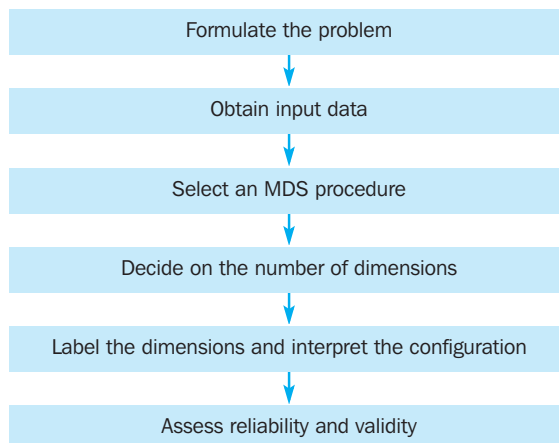 Formulate the problem
Obtain input data
Select an MDS procedure
Decide on the number of dimensions
Label the dimensions and interpret the configuration
Assess reliability and validity